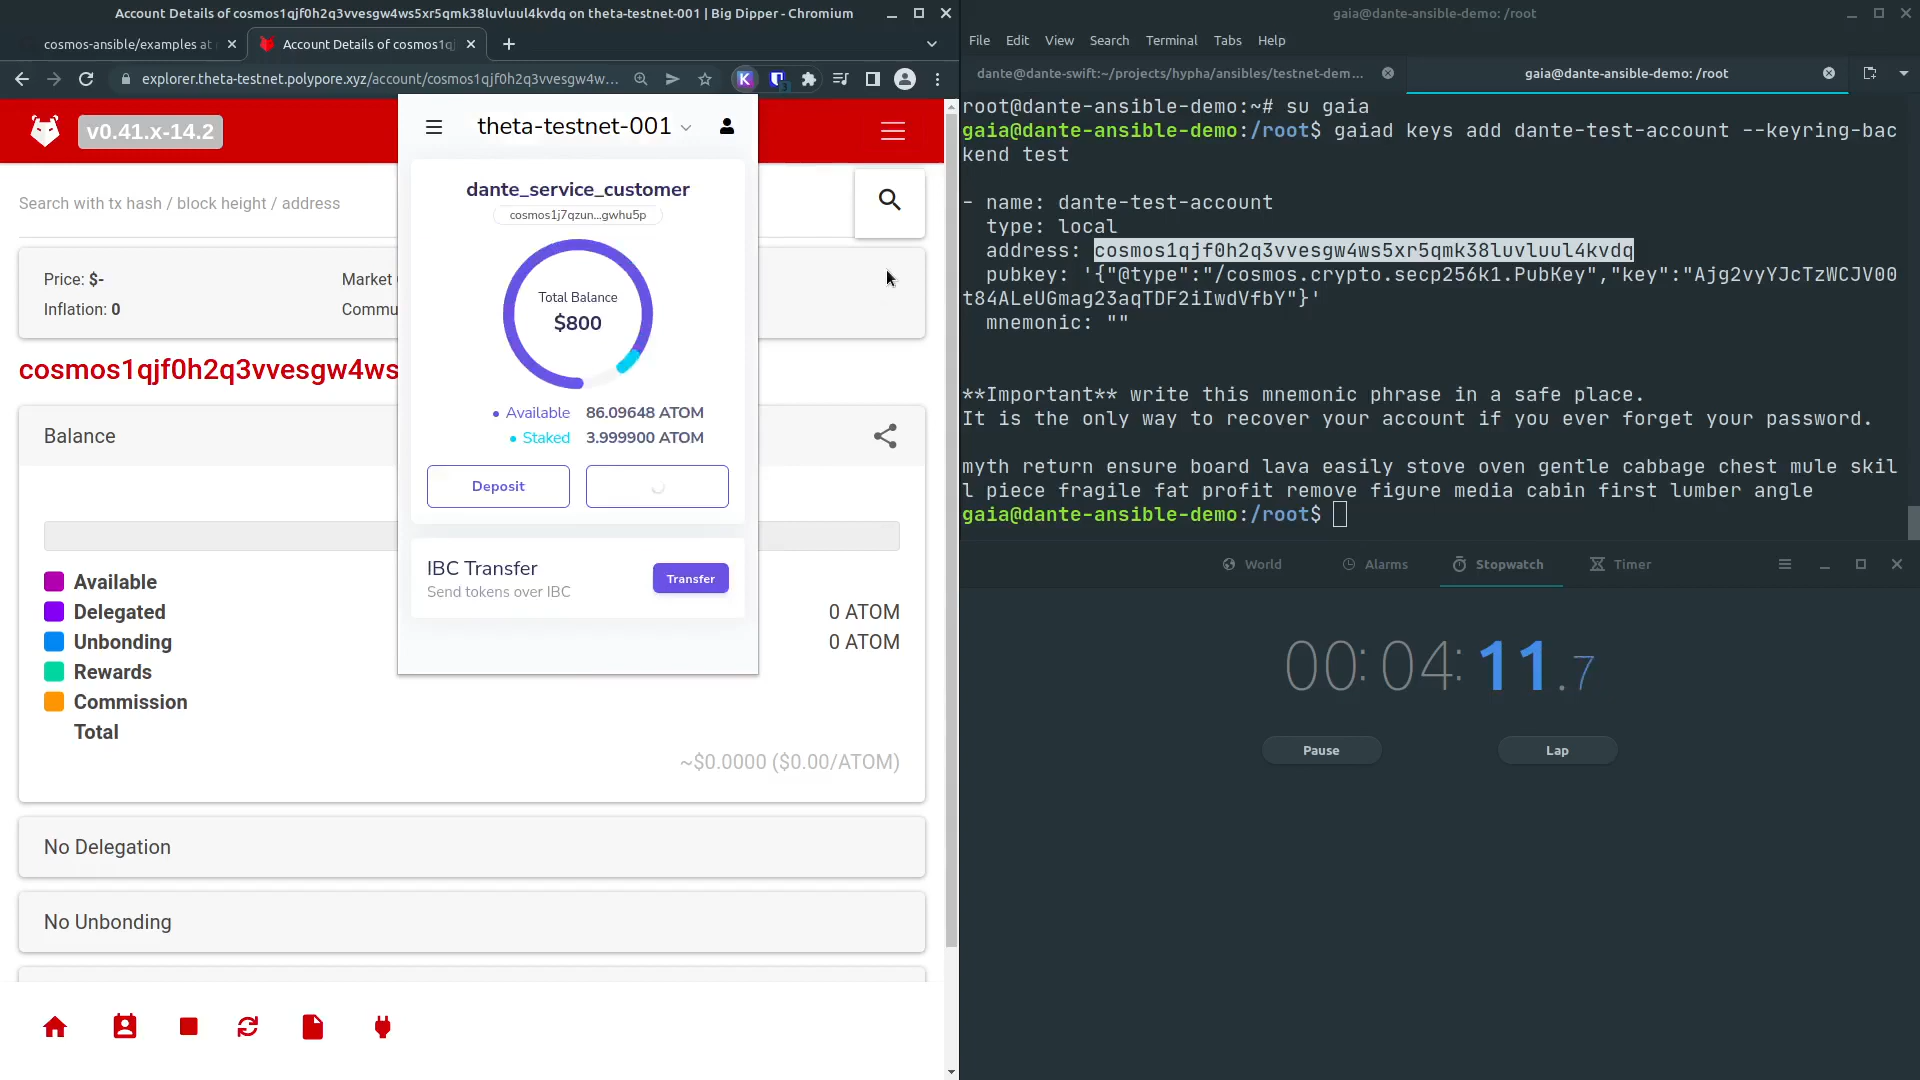 Account Details of cosmos1qjf0h2q3vvesgw4ws5xr5qmk38luvluul4kvdq on theta-testnet-001 | Big Dipper - Chromium
cosmos-ansible/examples at
Account Details of cosmos1q
explorer.theta-testnet.polypore.xyz/account/cosmos1qjf0h2q3vvesgw4w...
v0.41.x-14.2
Search with tx hash / block height / address
Price: $-
Market
Inflation: 0
Commu
cosmos1qjf0h2q3vvesgw4ws
Balance
Available
Delegated
0 ATOM
Unbonding
0 ATOM
Rewards
Commission
Total
~$0.0000 ($0.00/ATOM)
No Delegation
No Unbonding
theta-testnet-001
dante_service_customer
cosmos1j7qzun...gwhu5p
Total Balance
$800
Available 86.09648 ATOM
Staked 3.999900 ATOM
Deposit
IBC Transfer
Send tokens over IBC
Transfer
gaia@dante-ansible-demo: /root
File Edit View Search Terminal Tabs Help
dante@dante-swift:~/projects/hypha/ansibles/testnet-dem...
gaia@dante-ansible-demo: /root
root@dante-ansible-demo:~# su gaia
gaia@dante-ansible-demo:/root$ gaiad keys add dante-test-account --keyring-bac
kend test
- name: dante-test-account
type: local
address: cosmos1qjf0h2q3vvesgw4ws5xr5qmk38luvluul4kvdq
pubkey: '{"@type":"/cosmos.crypto.secp256k1.PubKey","key":"Ajg2vyYJcTzWCJV00
t84ALeUGmag23aqTDF2iIwdVfbY"}'
mnemonic: ""
**Important** write this mnemonic phrase in a safe place.
It is the only way to recover your account if you ever forget your password.
myth return ensure board lava easily stove oven gentle cabbage chest mule skil
l piece fragile fat profit remove figure media cabin first lumber angle
gaia@dante-ansible-demo:/root$
World
Alarms
Stopwatch
Timer
00:04:11.7
Pause
Lap